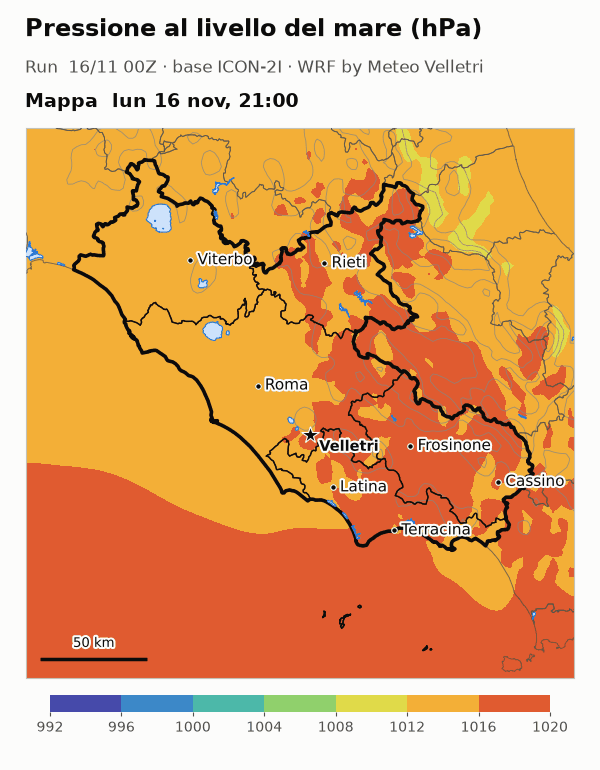 Pressione al livello del mare (hPa)
Run  16/11 00Z · base ICON-2I · WRF by Meteo Velletri
Mappa  lun 16 nov, 21:00
Viterbo
Rieti
Roma
Velletri
Frosinone
Cassino
Latina
Terracina
50 km
992 996 1000 1004 1008 1012 1016 1020